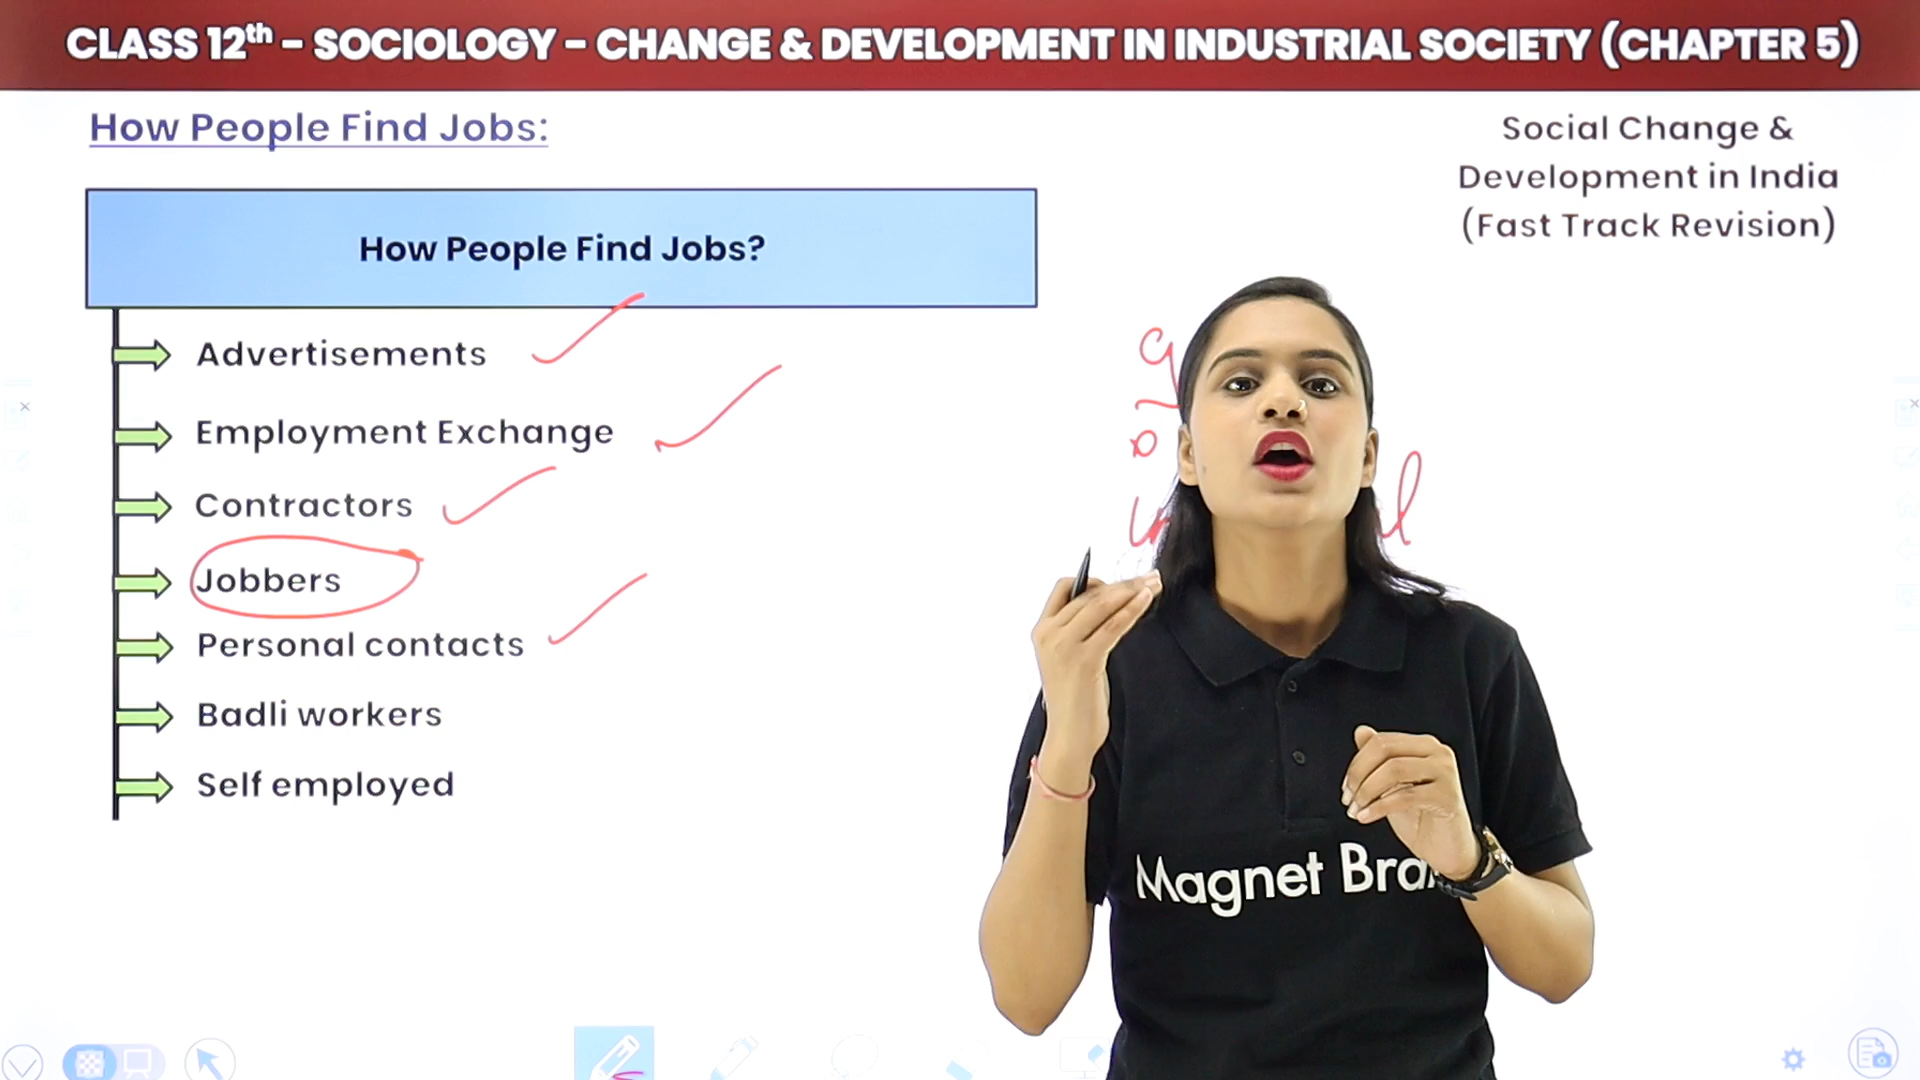 CLASS 12th - SOCIOLOGY - CHANGE & DEVELOPMENT IN INDUSTRIAL SOCIETY (CHAPTER 5)
How People Find Jobs:
Social Change &
Development in India
(Fast Track Revision)
How People Find Jobs?
Advertisements
Employment Exchange
Contractors
Jobbers
Personal contacts
Badli workers
Self employed
Magnet Bra